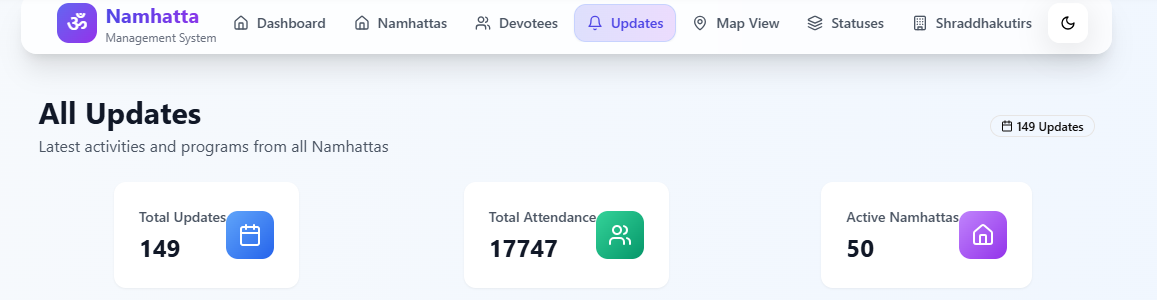 ॐ
Namhatta
Management System
Dashboard
Namhattas
Devotees
Updates
Map View
Statuses
Shraddhakutirs
All Updates
Latest activities and programs from all Namhattas
149 Updates
Total Updates
149
Total Attendance
17747
Active Namhattas
50